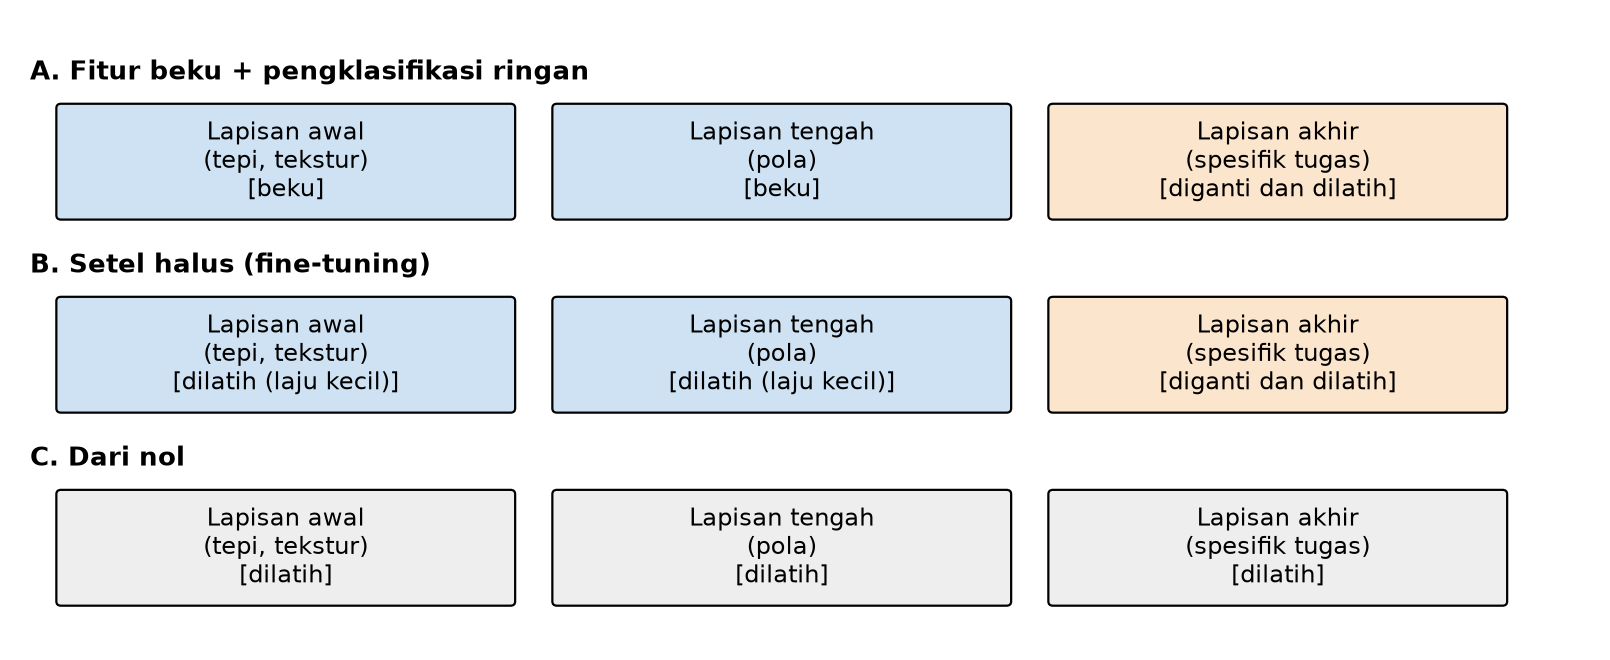 A. Fitur beku + pengklasifikasi ringan
Lapisan awal
(tepi, tekstur)
[beku]
Lapisan tengah
(pola)
[beku]
Lapisan akhir
(spesifik tugas)
[diganti dan dilatih]
B. Setel halus (fine-tuning)
Lapisan awal
(tepi, tekstur)
[dilatih (laju kecil)]
Lapisan tengah
(pola)
[dilatih (laju kecil)]
Lapisan akhir
(spesifik tugas)
[diganti dan dilatih]
C. Dari nol
Lapisan awal
(tepi, tekstur)
[dilatih]
Lapisan tengah
(pola)
[dilatih]
Lapisan akhir
(spesifik tugas)
[dilatih]